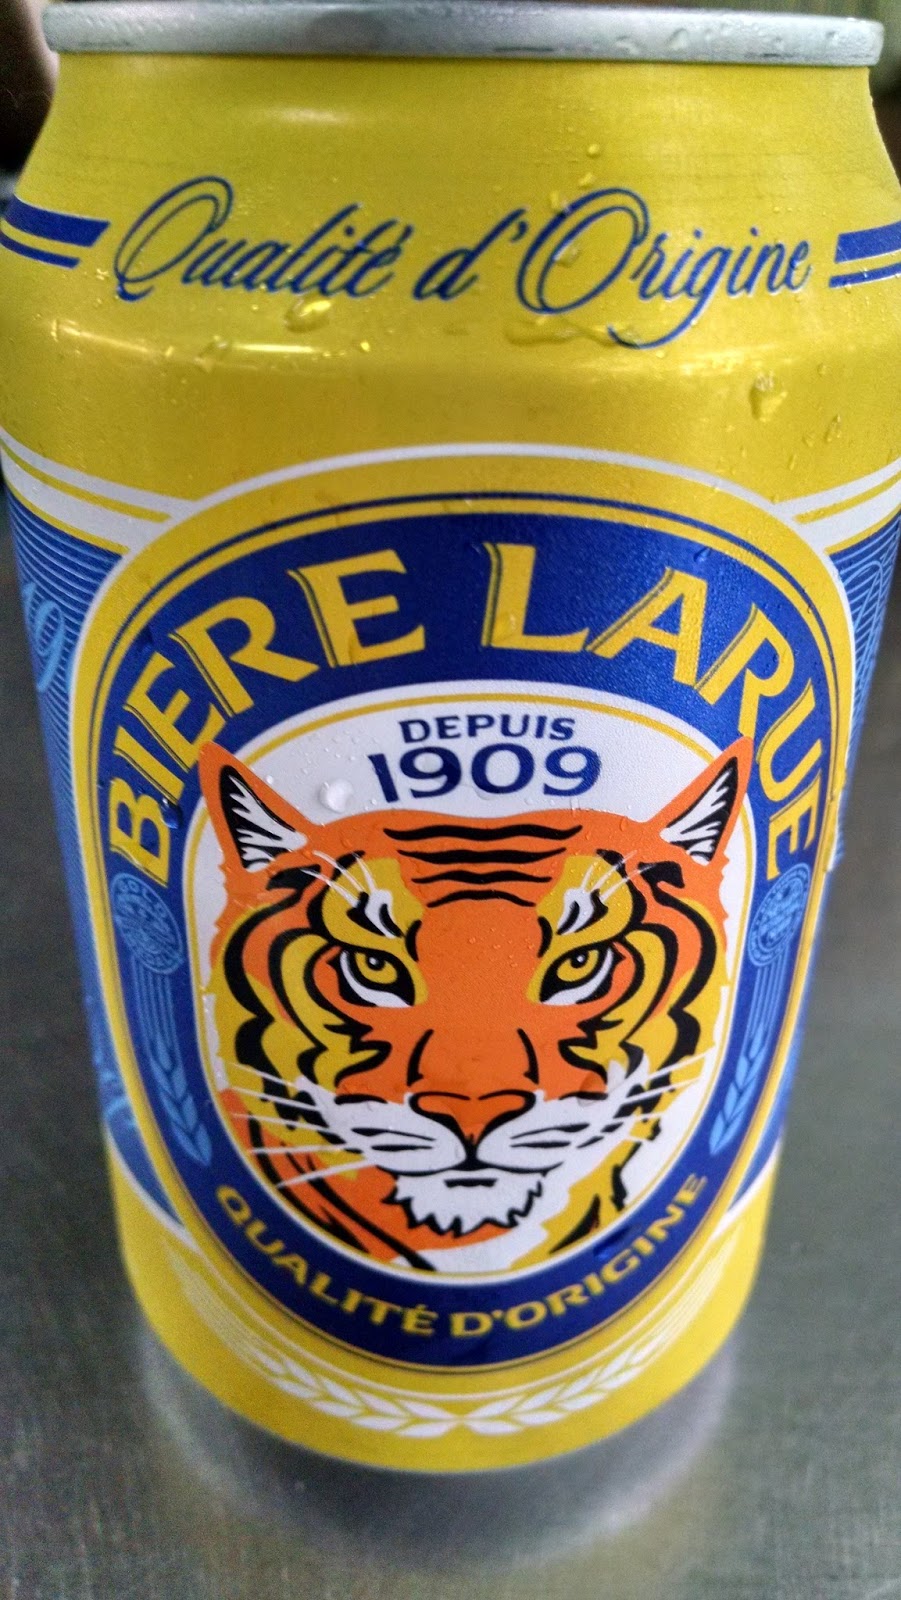 Qualité d'Origine
BIERE LARUE
DEPUIS
1909
QUALITÉ D'ORIGINE